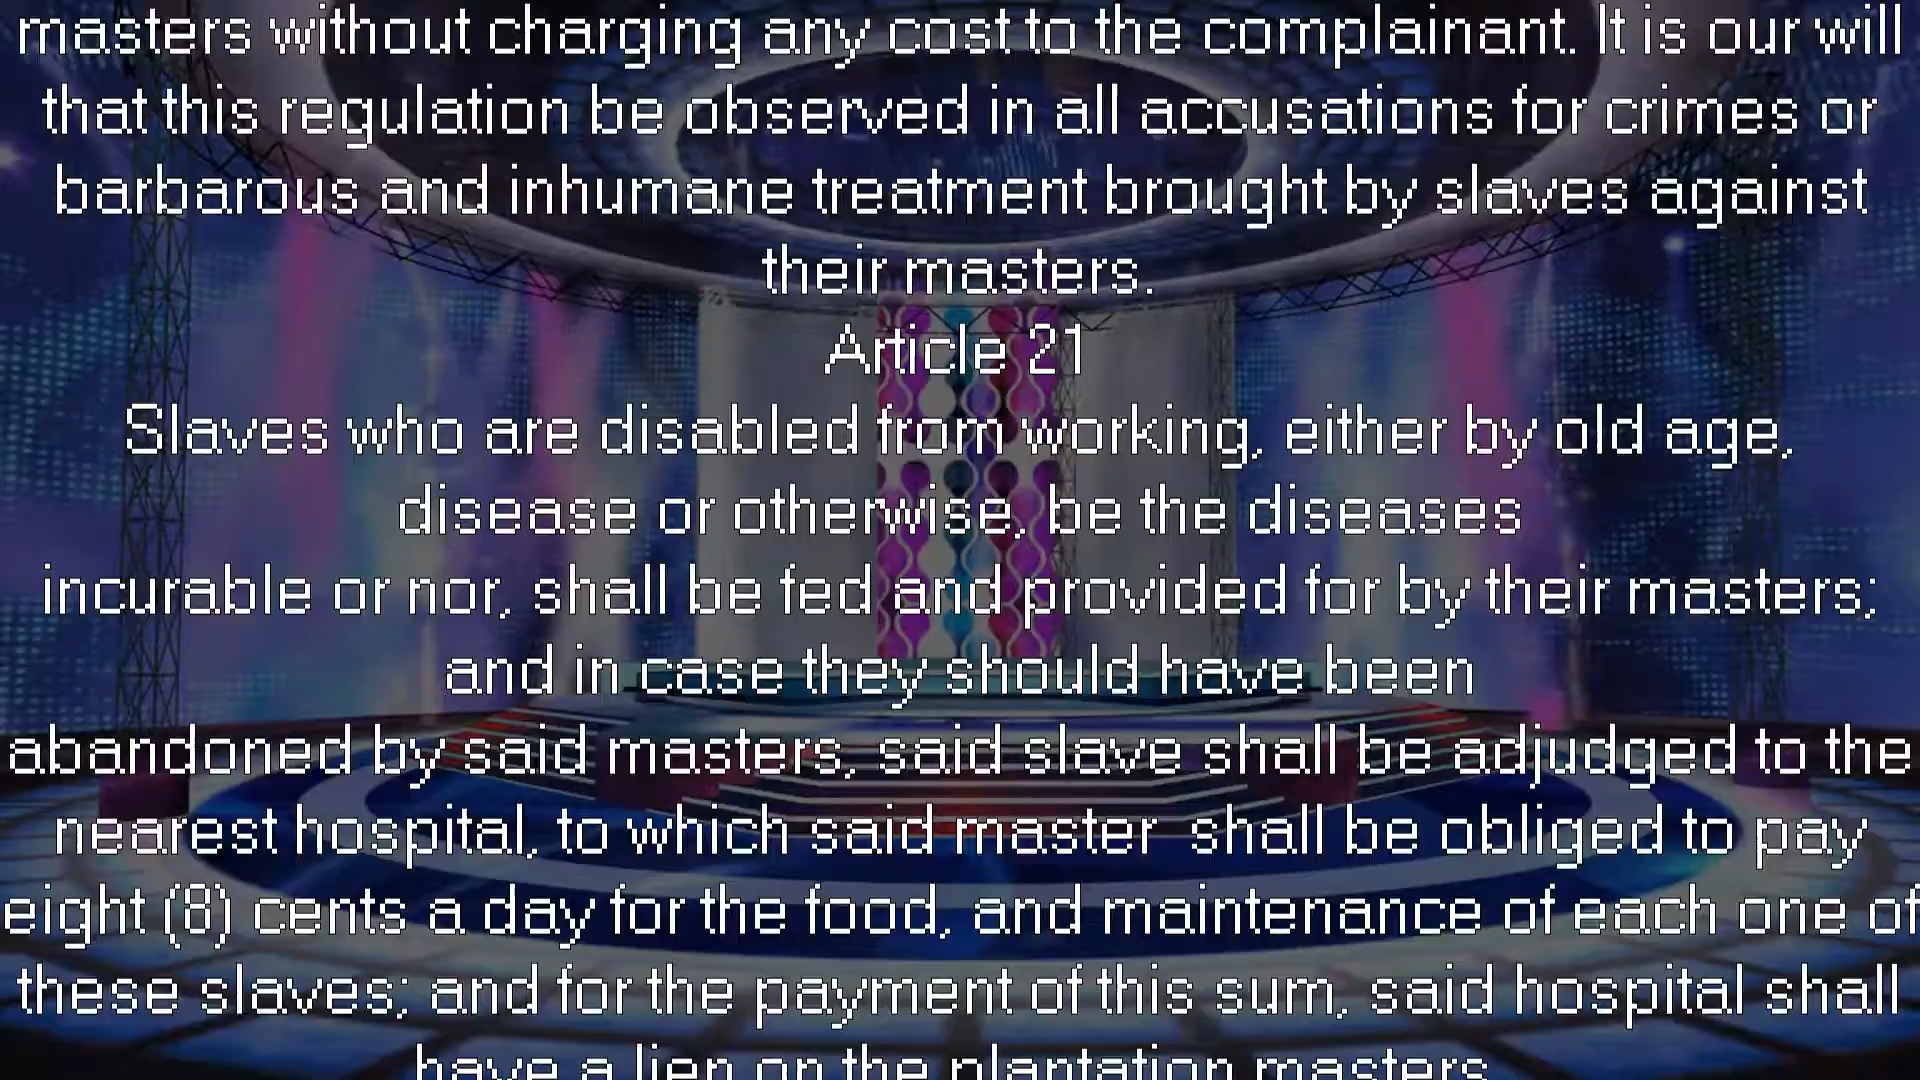 masters without charging any cost to the complainant. It is our will
that this regulation be observed in all accusations for crimes or
barbarous and inhumane treatment brought by slaves against
their masters.
Article 21
Slaves who are disabled from working, either by old age,
disease or otherwise, be the diseases
incurable or nor, shall be fed and provided for by their masters;
and in case they should have been
abandoned by said masters, said slave shall be adjudged to the
nearest hospital, to which said master shall be obliged to pay
eight (8) cents a day for the food, and maintenance of each one of
these slaves; and for the payment of this sum, said hospital shall
have a lien on the plantation masters